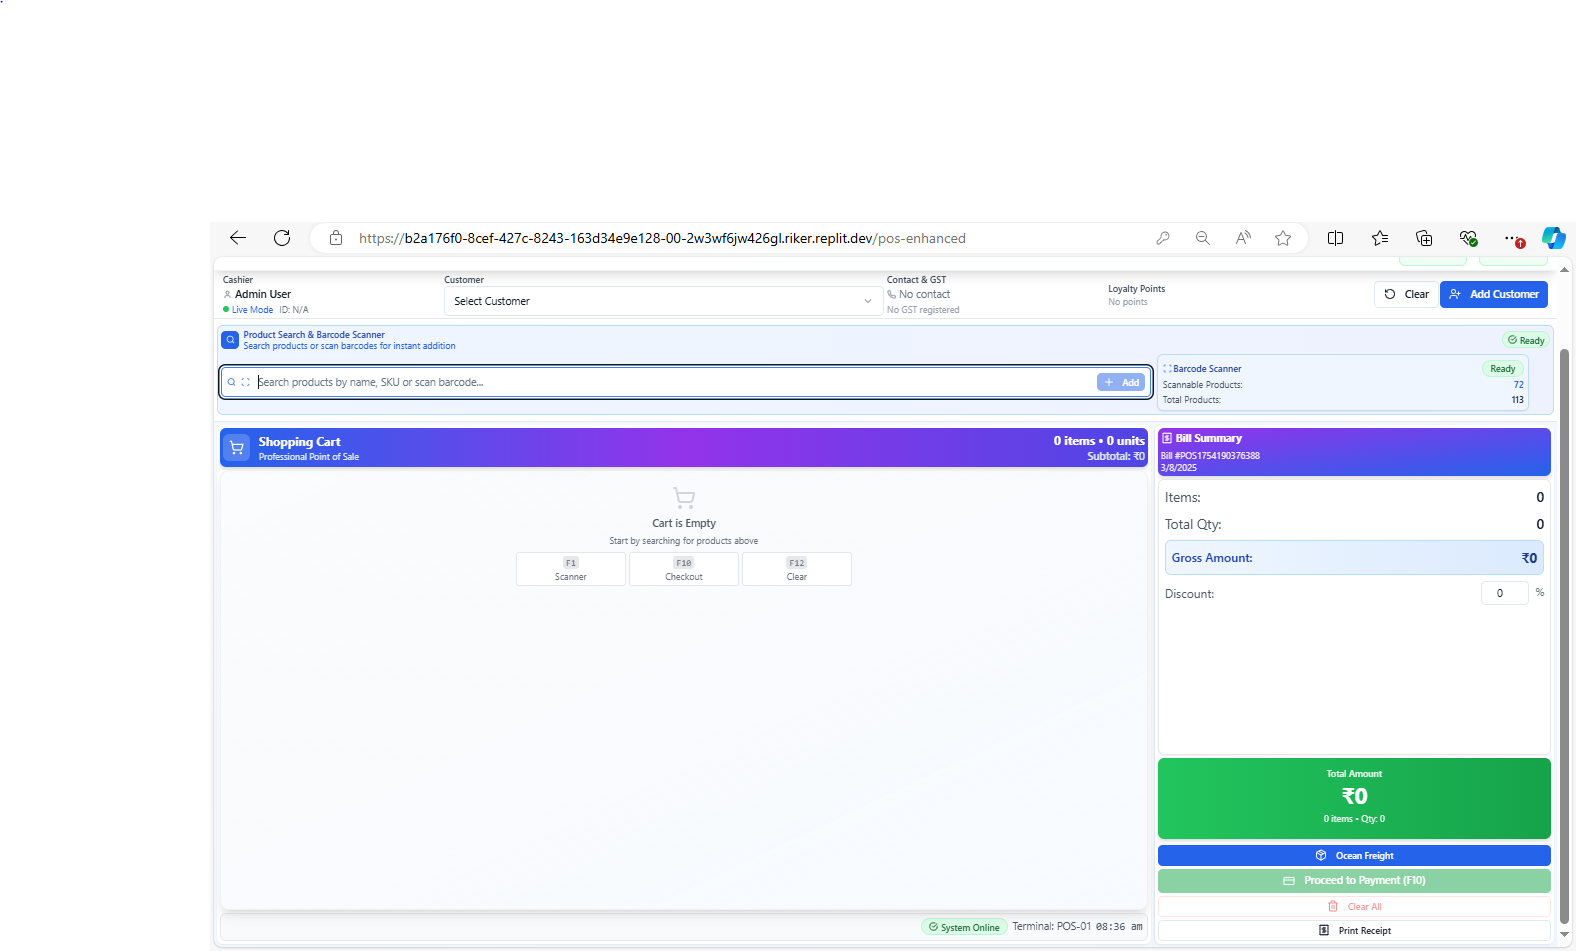 https://b2a176f0-8cef-427c-8243-163d34e9e128-00-2w3wf6jw426gl.riker.replit.dev/pos-enhanced
Cashier
Admin User
Live Mode ID: N/A
Customer
Select Customer
Contact & GST
No contact
No GST registered
Loyalty Points
No points
Clear
Add Customer
Product Search & Barcode Scanner
Search products or scan barcodes for instant addition
Ready
Search products by name, SKU or scan barcode...
+ Add
Barcode Scanner
Ready
Scannable Products: 72
Total Products: 113
Shopping Cart
Professional Point of Sale
0 items • 0 units
Subtotal: ₹0
Cart is Empty
Start by searching for products above
F1
Scanner
F10
Checkout
F12
Clear
Bill Summary
Bill #POS1754190376388
3/8/2025
Items: 0
Total Qty: 0
Gross Amount: ₹0
Discount: 0 %
Total Amount
₹0
0 items • Qty: 0
Ocean Freight
Proceed to Payment (F10)
Clear All
Print Receipt
System Online
Terminal: POS-01 08:36 am